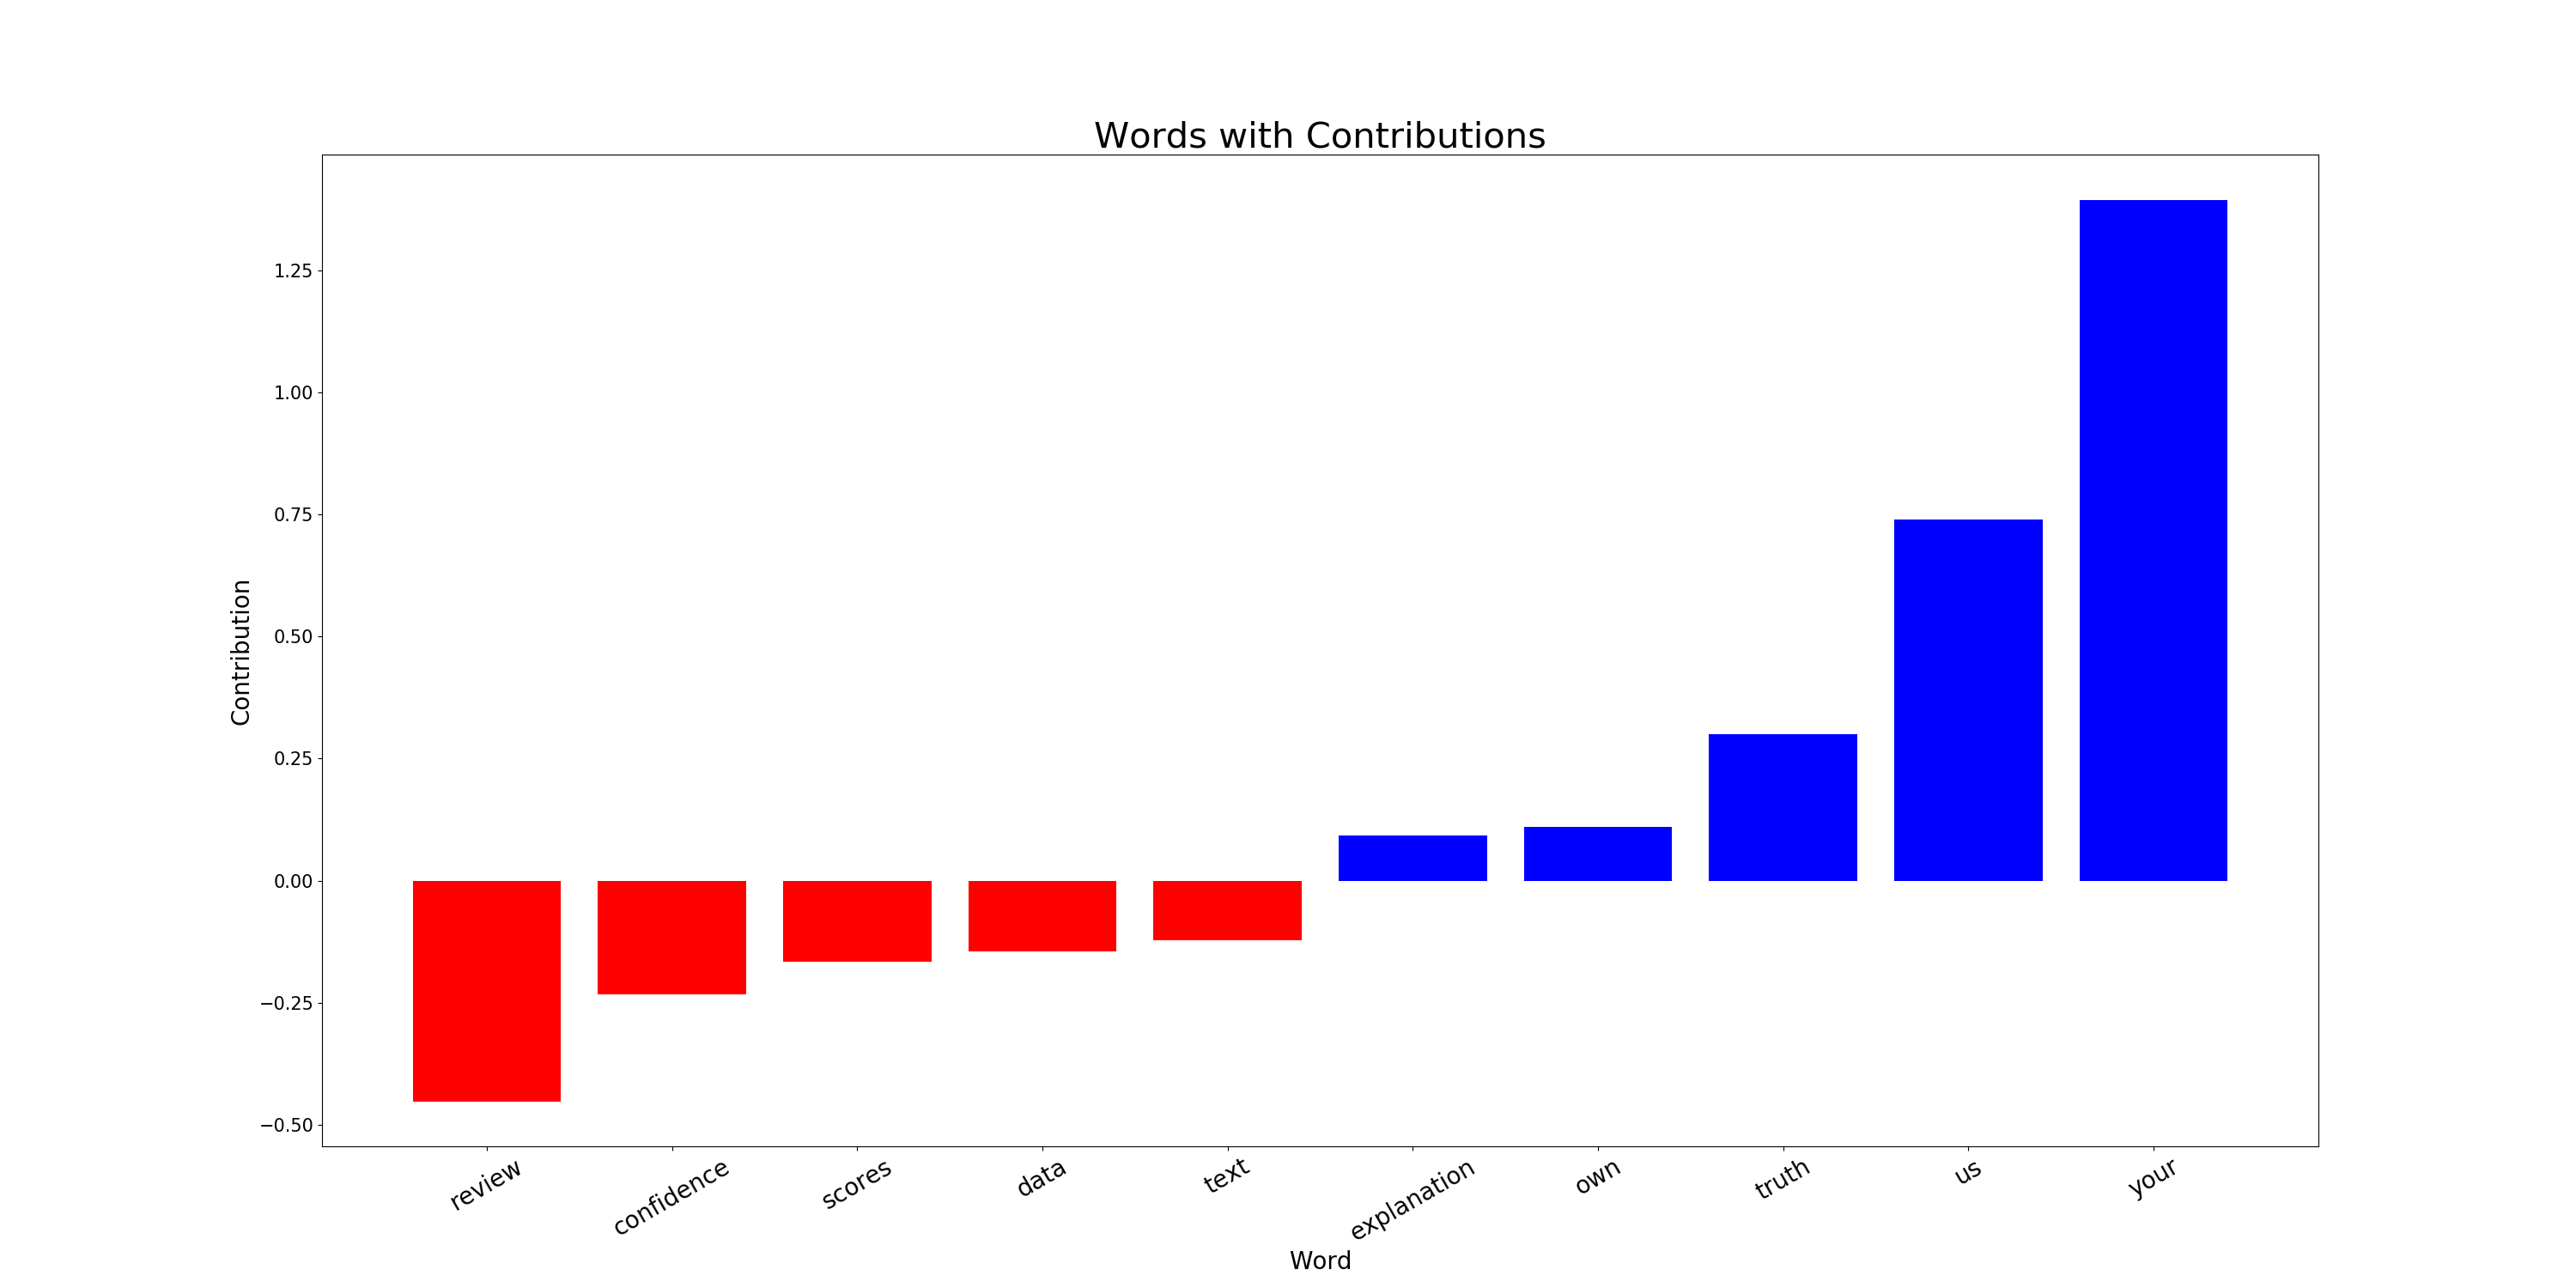 Words with Contributions
Contribution
1.25
1.00
0.75
0.50
0.25
0.00
−0.25
−0.50
review
confidence
scores
data
text
explanation
own
truth
us
your
Word